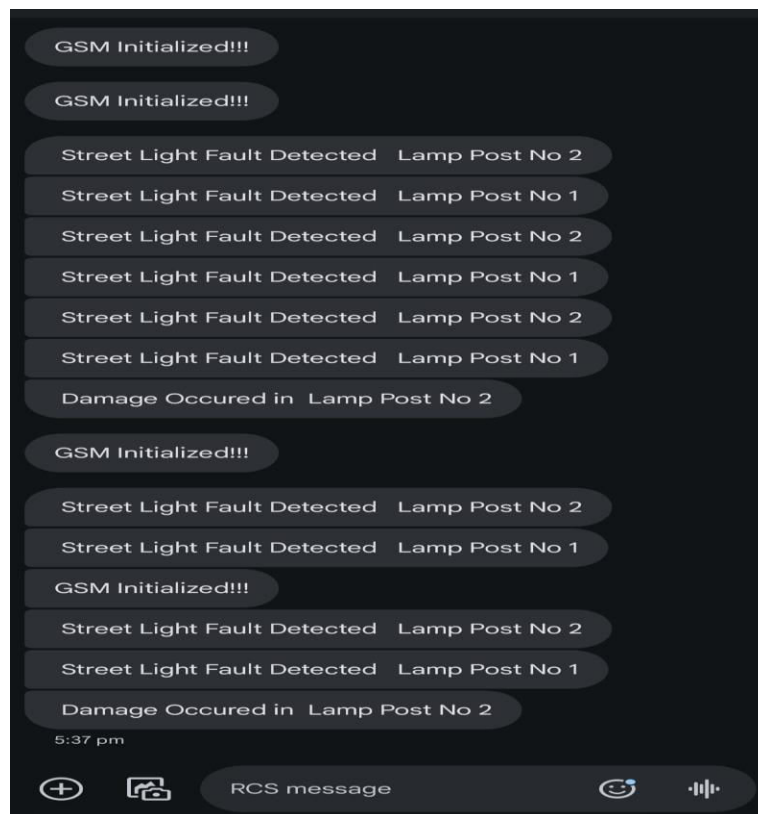 GSM Initialized!!!
GSM Initialized!!!
Street Light Fault Detected   Lamp Post No 2
Street Light Fault Detected   Lamp Post No 1
Street Light Fault Detected   Lamp Post No 2
Street Light Fault Detected   Lamp Post No 1
Street Light Fault Detected   Lamp Post No 2
Street Light Fault Detected   Lamp Post No 1
Damage Occured in  Lamp Post No 2
GSM Initialized!!!
Street Light Fault Detected   Lamp Post No 2
Street Light Fault Detected   Lamp Post No 1
GSM Initialized!!!
Street Light Fault Detected   Lamp Post No 2
Street Light Fault Detected   Lamp Post No 1
Damage Occured in  Lamp Post No 2
5:37 pm
RCS message